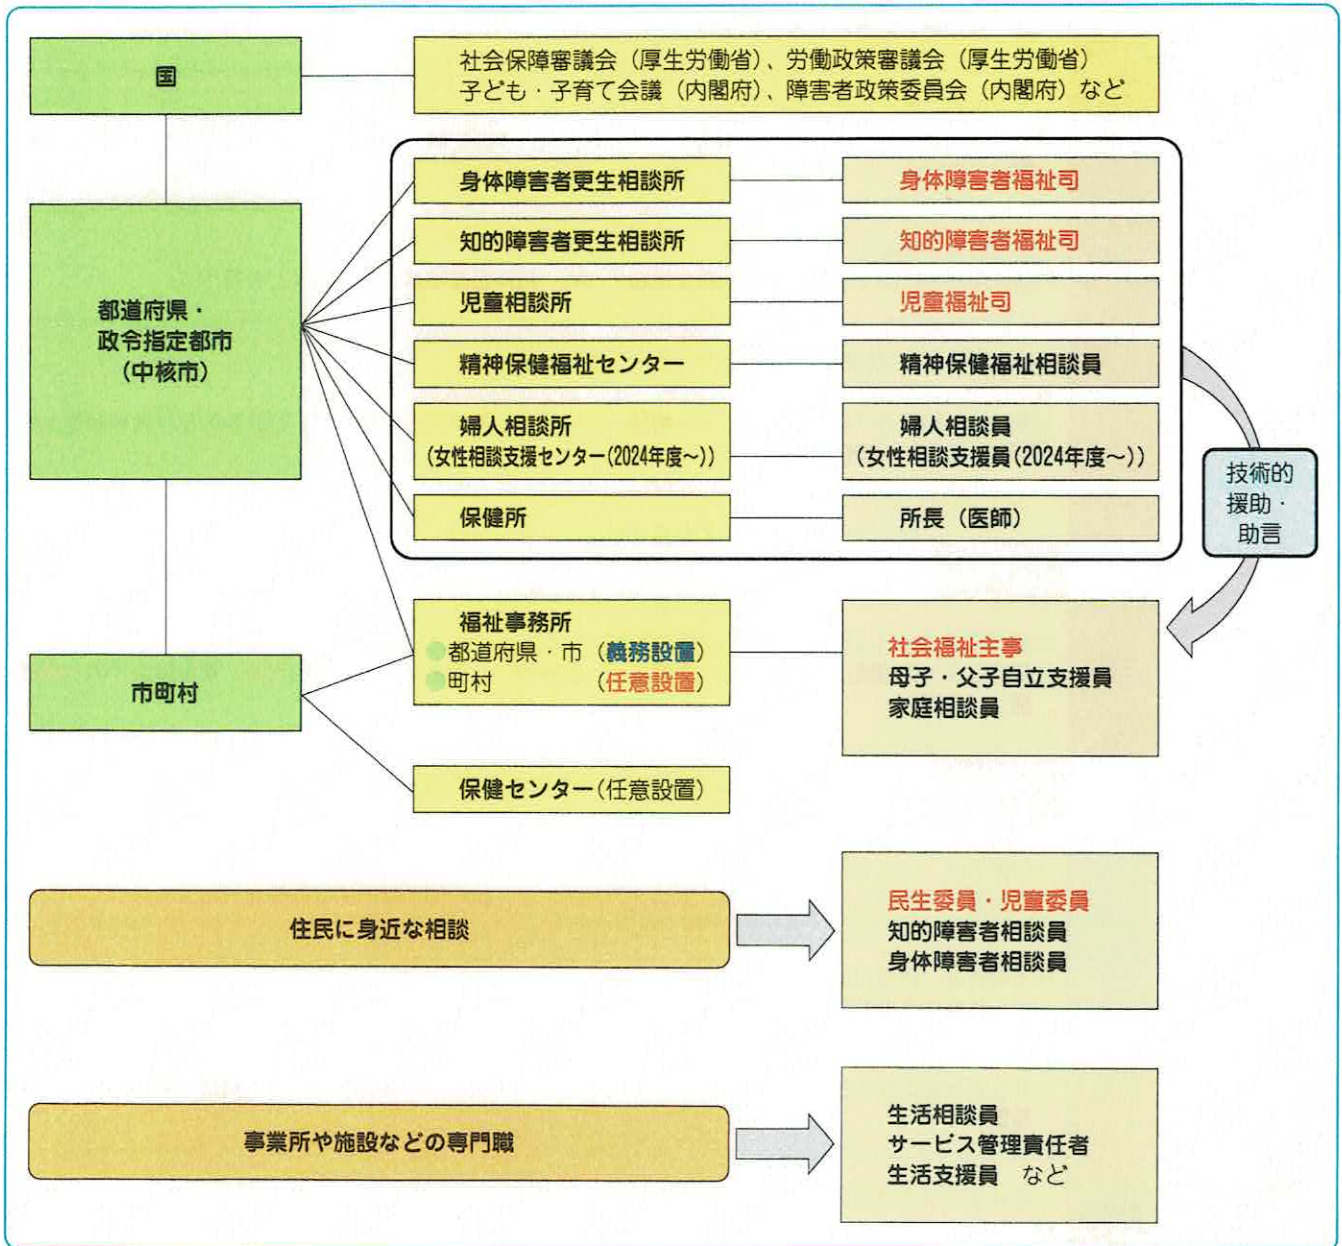 国
社会保障審議会（厚生労働省）、労働政策審議会（厚生労働省）
子ども・子育て会議（内閣府）、障害者政策委員会（内閣府）など
都道府県・
政令指定都市
（中核市）
身体障害者更生相談所
身体障害者福祉司
知的障害者更生相談所
知的障害者福祉司
児童相談所
児童福祉司
精神保健福祉センター
精神保健福祉相談員
婦人相談所
（女性相談支援センター（2024年度～））
婦人相談員
（女性相談支援員（2024年度～））
保健所
所長（医師）
技術的
援助・
助言
市町村
福祉事務所
●都道府県・市（義務設置）
●町村（任意設置）
社会福祉主事
母子・父子自立支援員
家庭相談員
保健センター（任意設置）
住民に身近な相談
民生委員・児童委員
知的障害者相談員
身体障害者相談員
事業所や施設などの専門職
生活相談員
サービス管理責任者
生活支援員　など